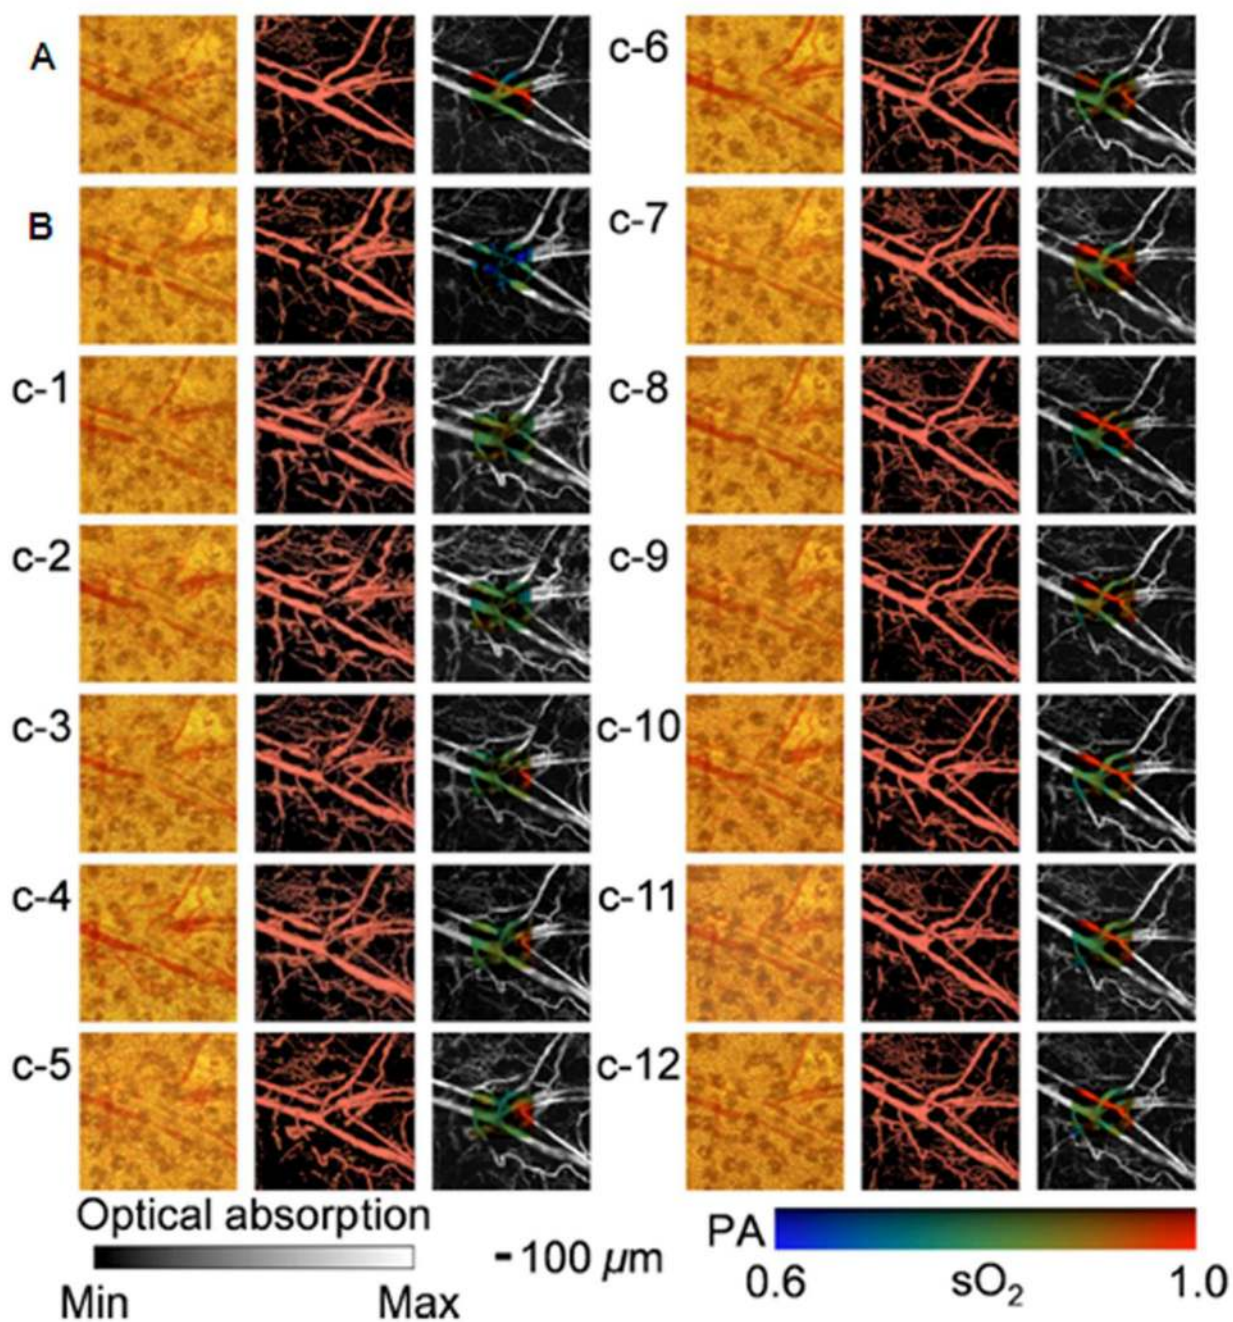 A
c-6
B
c-7
c-1
c-8
c-2
c-9
c-3
c-10
c-4
c-11
c-5
c-12
Optical absorption
Min Max
100 µm
PA
0.6 sO₂ 1.0